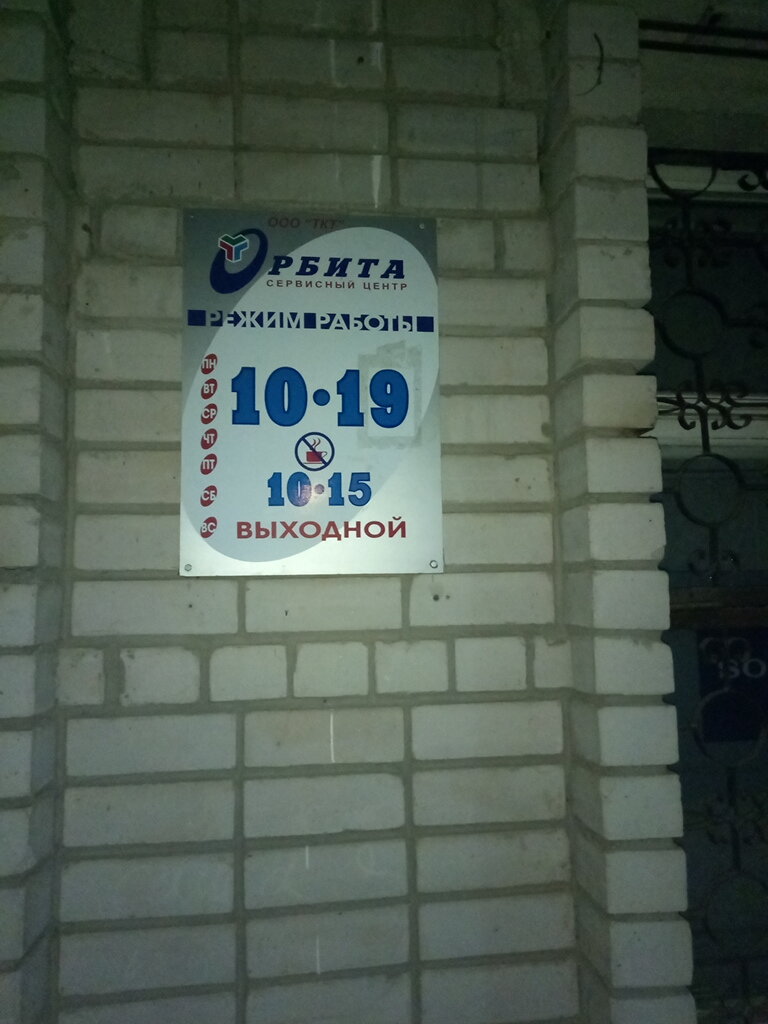 ООО "ТКТ"
ОРБИТА
СЕРВИСНЫЙ ЦЕНТР
РЕЖИМ РАБОТЫ
ПН
ВТ
СР
ЧТ
ПТ
СБ
ВС
10·19
10·15
ВЫХОДНОЙ